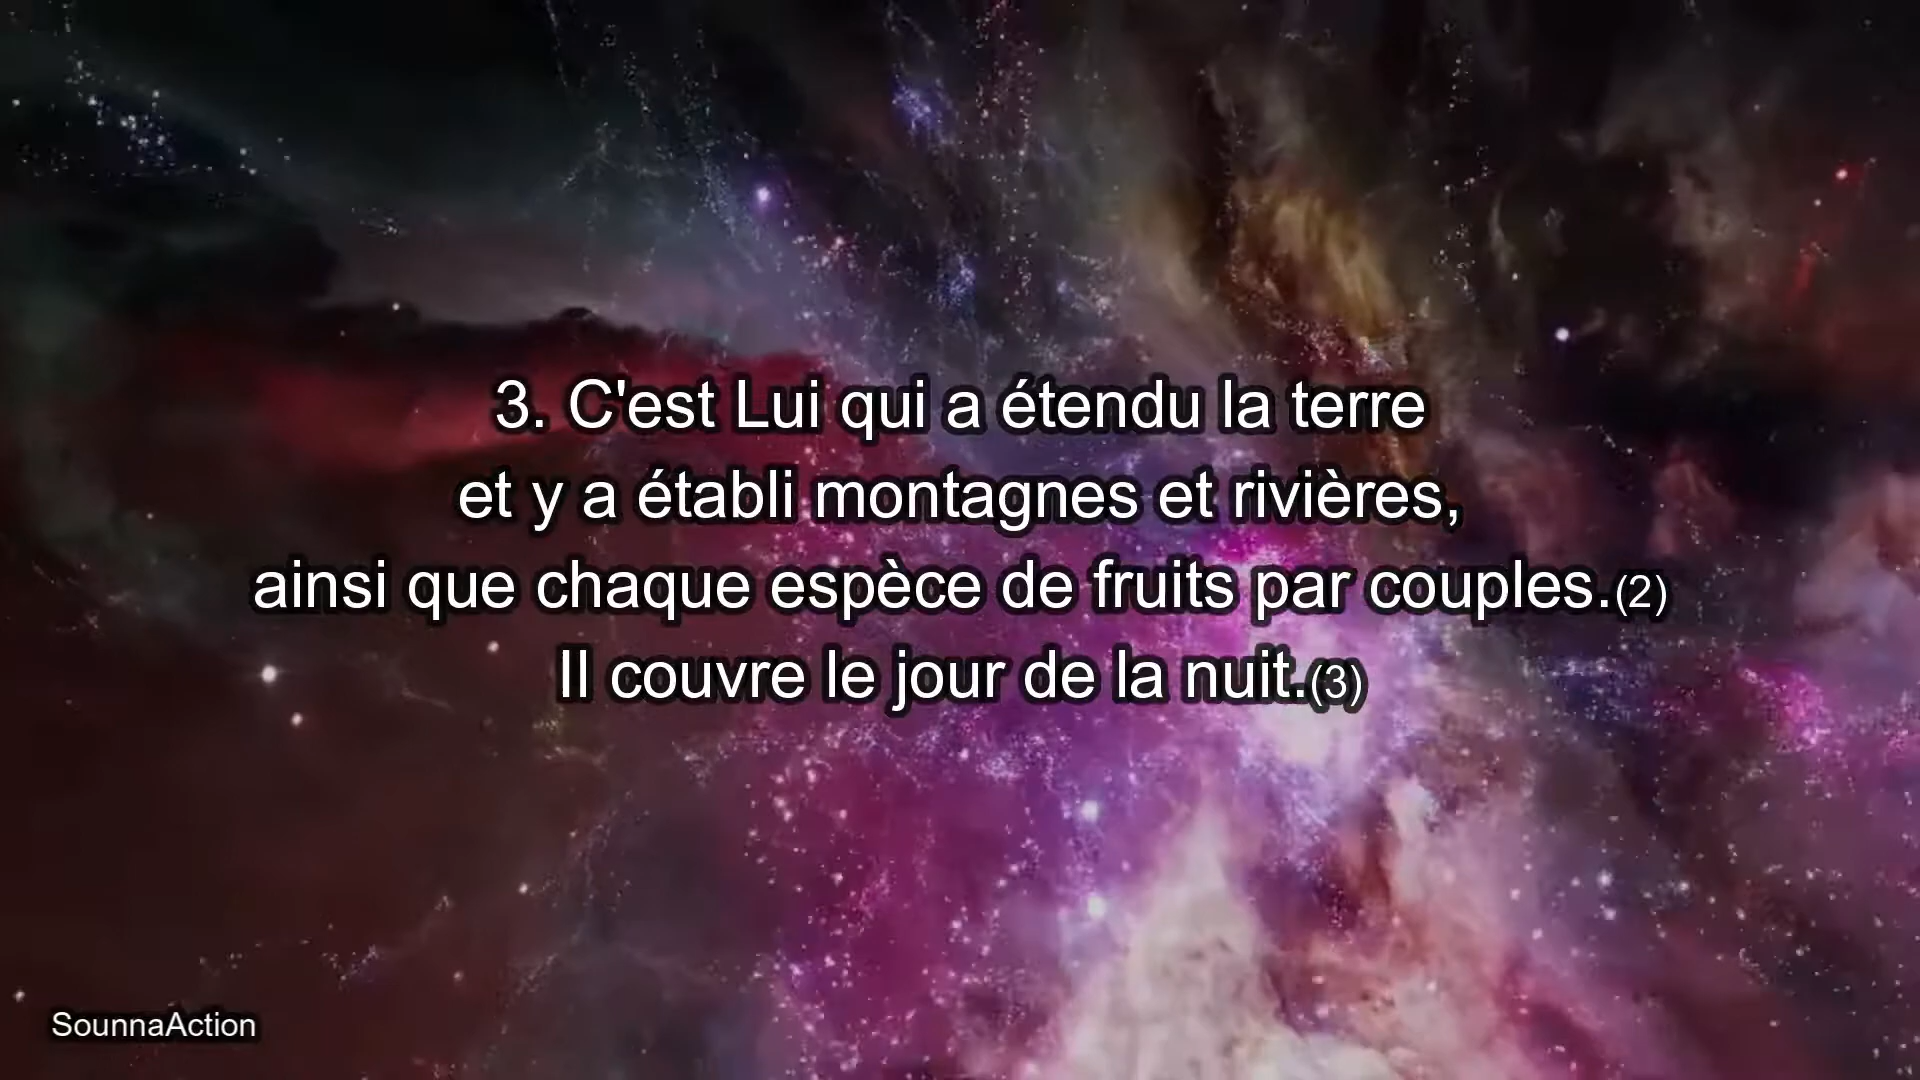 3. C'est Lui qui a étendu la terre
et y a établi montagnes et rivières,
ainsi que chaque espèce de fruits par couples.(2)
Il couvre le jour de la nuit.(3)
SounnaAction